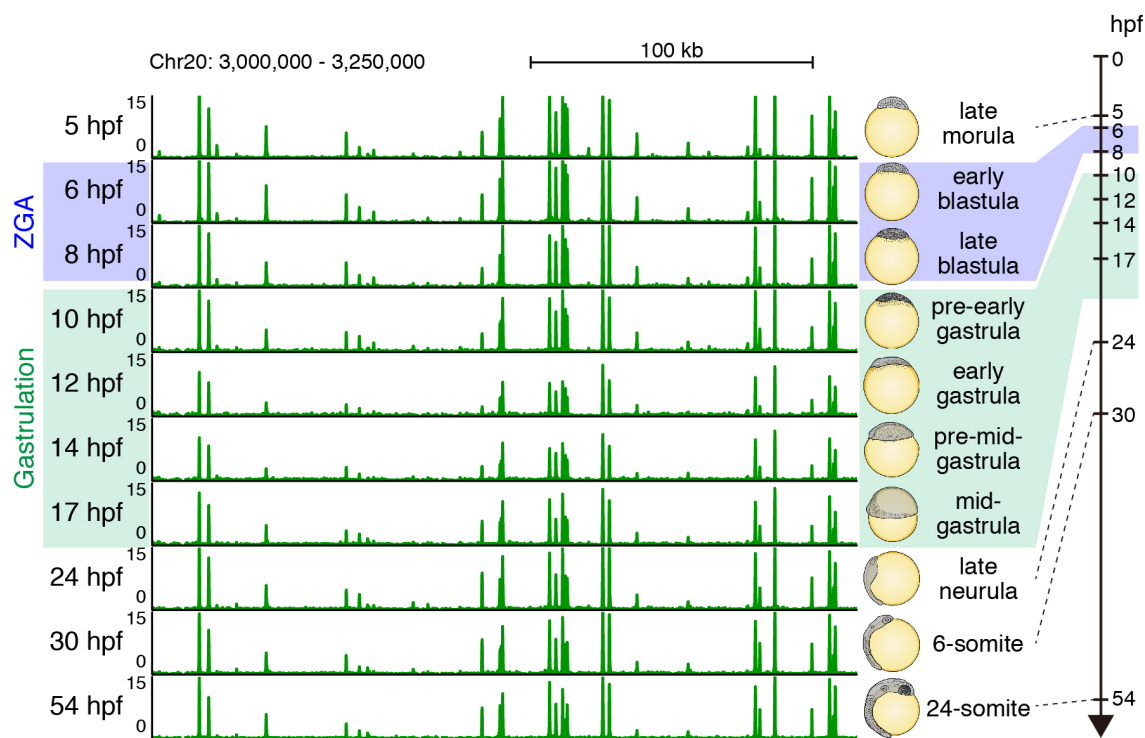 hpf
Chr20: 3,000,000 - 3,250,000
100 kb
0
5 hpf
15
0
late
morula
5
ZGA
6 hpf
15
0
early
blastula
6
8 hpf
15
0
late
blastula
8
Gastrulation
10 hpf
15
0
pre-early
gastrula
10
12 hpf
15
0
early
gastrula
12
14 hpf
15
0
pre-mid-
gastrula
14
17 hpf
15
0
mid-
gastrula
17
24 hpf
15
0
late
neurula
24
30 hpf
15
0
6-somite
30
54 hpf
15
0
24-somite
54